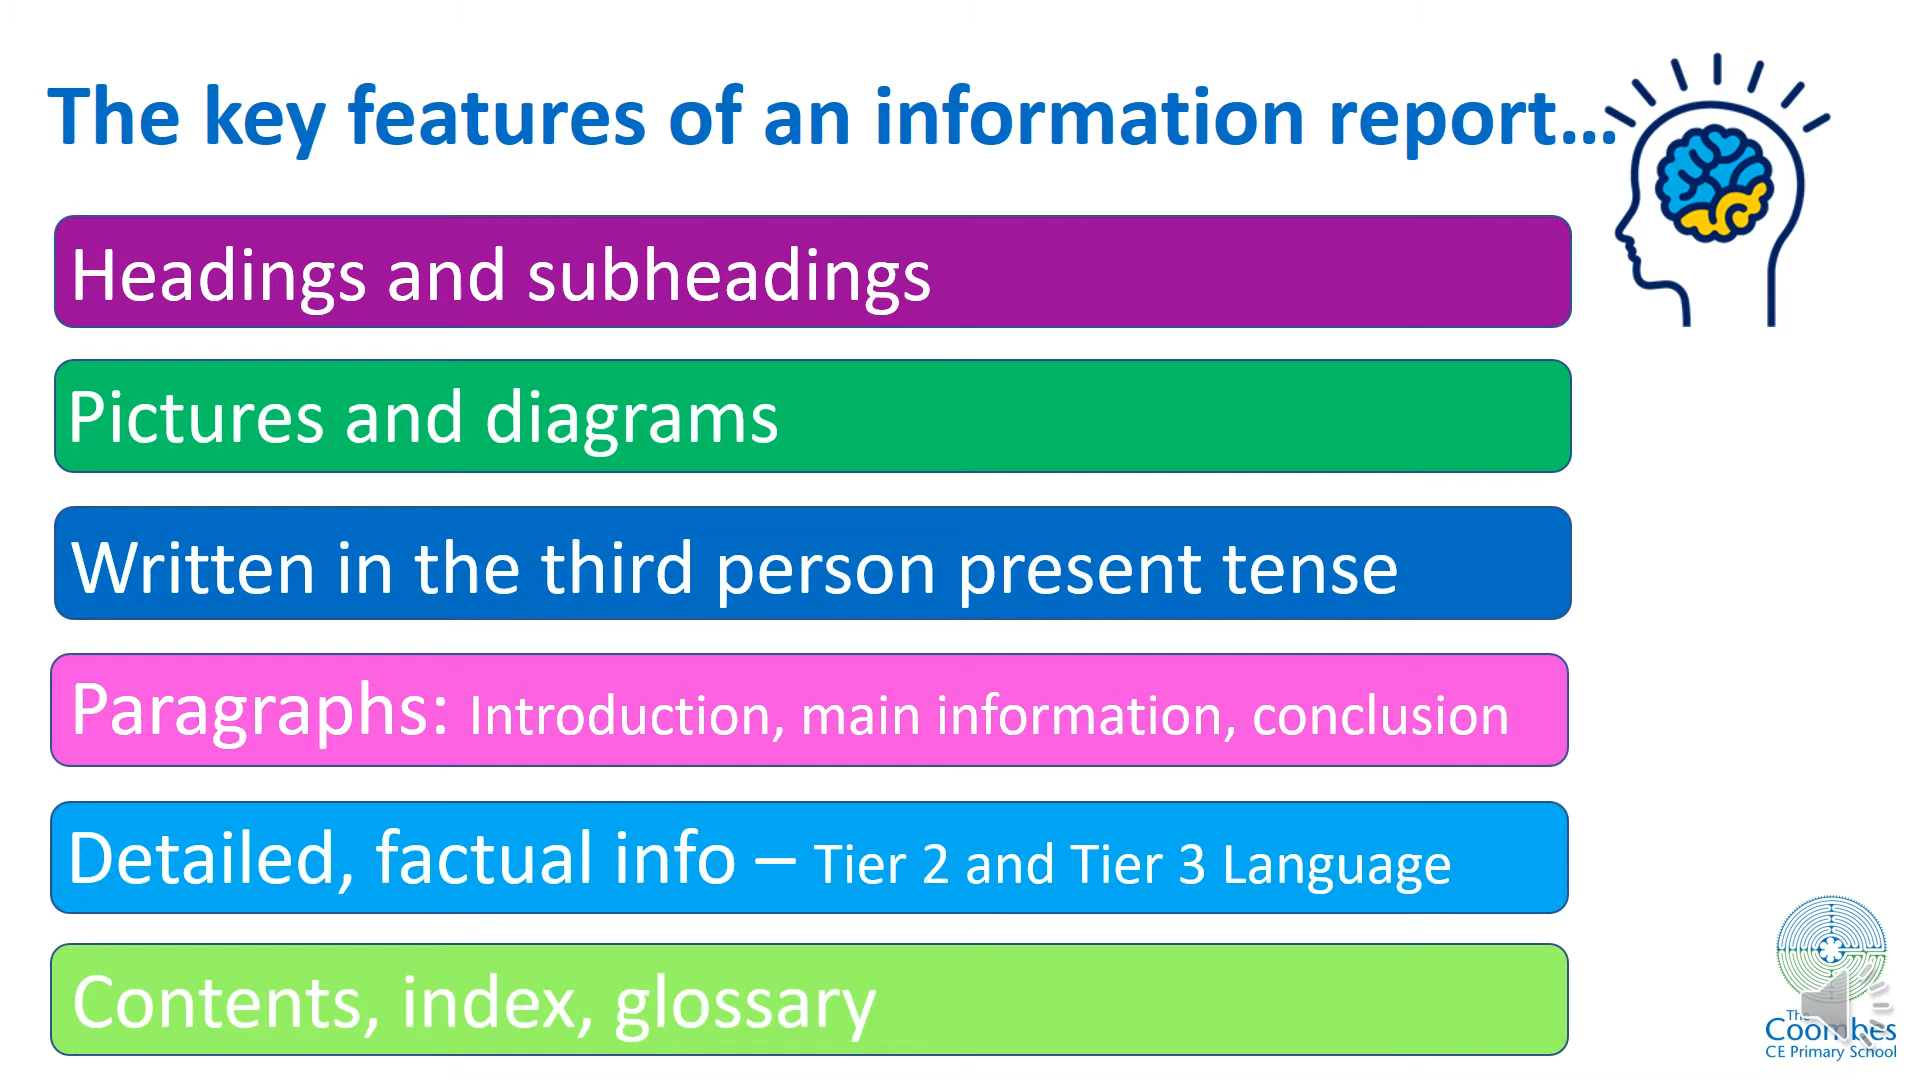 The key features of an information report...
Headings and subheadings
Pictures and diagrams
Written in the third person present tense
Paragraphs: Introduction, main information, conclusion
Detailed, factual info – Tier 2 and Tier 3 Language
Contents, index, glossary
The
Coombes
CE Primary School